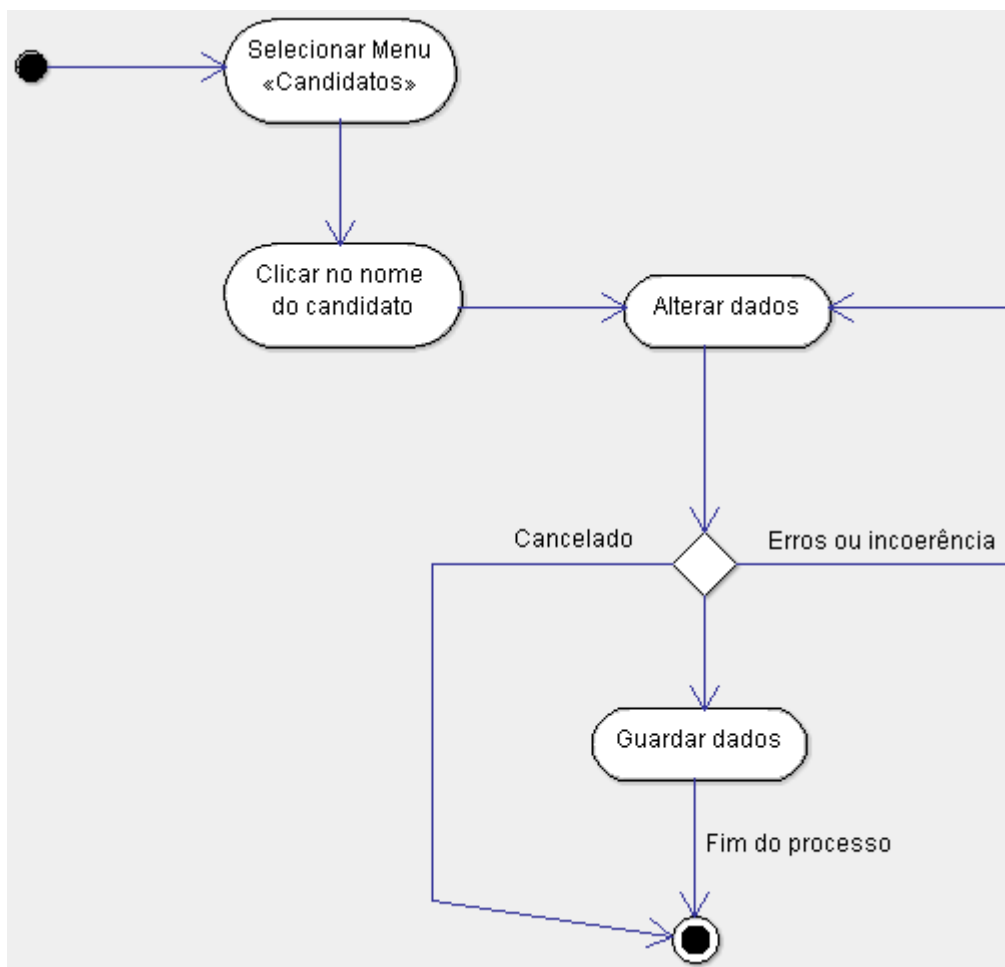 Selecionar Menu
«Candidatos»
Clicar no nome
do candidato
Alterar dados
Cancelado
Erros ou incoerência
Guardar dados
Fim do processo